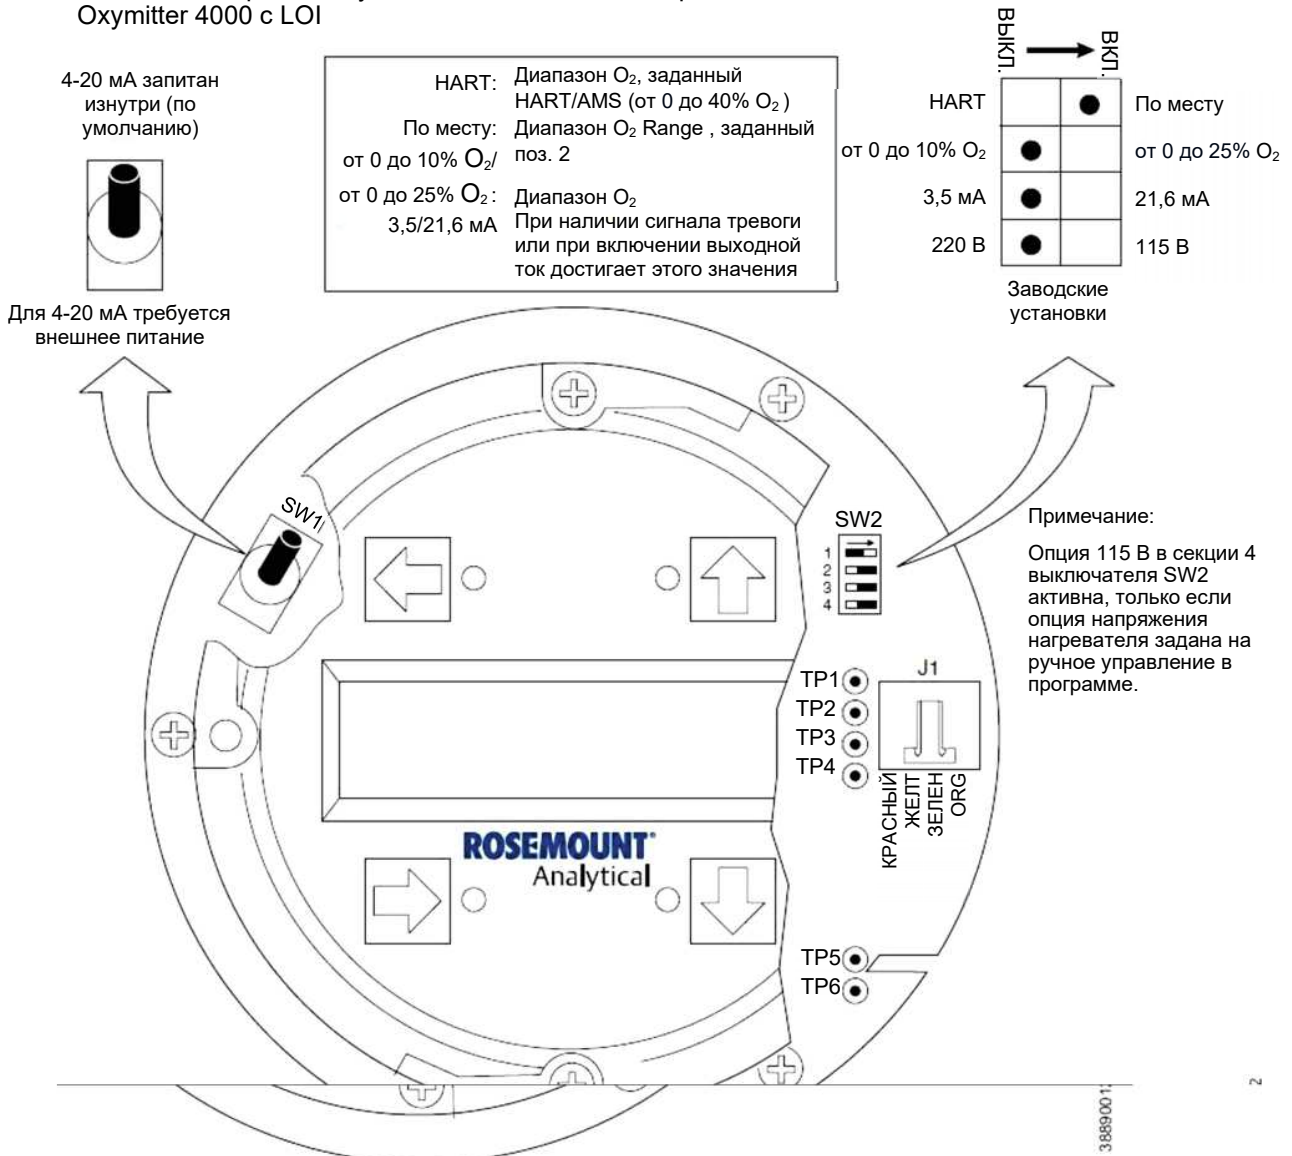 Oxymitter 4000 с LOI
4-20 мА запитан
изнутри (по
умолчанию)
Для 4-20 мА требуется
внешнее питание
HART: Диапазон O₂, заданный
HART/AMS (от 0 до 40% O₂ )
По месту: Диапазон O₂ Range , заданный
от 0 до 10% O₂/ поз. 2
от 0 до 25% O₂: Диапазон O₂
3,5/21,6 мА При наличии сигнала тревоги
или при включении выходной
ток достигает этого значения
ВЫКЛ. ВКЛ.
HART По месту
от 0 до 10% O₂ от 0 до 25% O₂
3,5 мА 21,6 мА
220 В 115 В
Заводские
установки
SW1
SW2
1
2
3
4
Примечание:
Опция 115 В в секции 4
выключателя SW2
активна, только если
опция напряжения
нагревателя задана на
ручное управление в
программе.
J1
TP1
TP2
TP3
TP4
КРАСНЫЙ
ЖЕЛТ
ЗЕЛЕН
ORG
ROSEMOUNT
Analytical
TP5
TP6
2